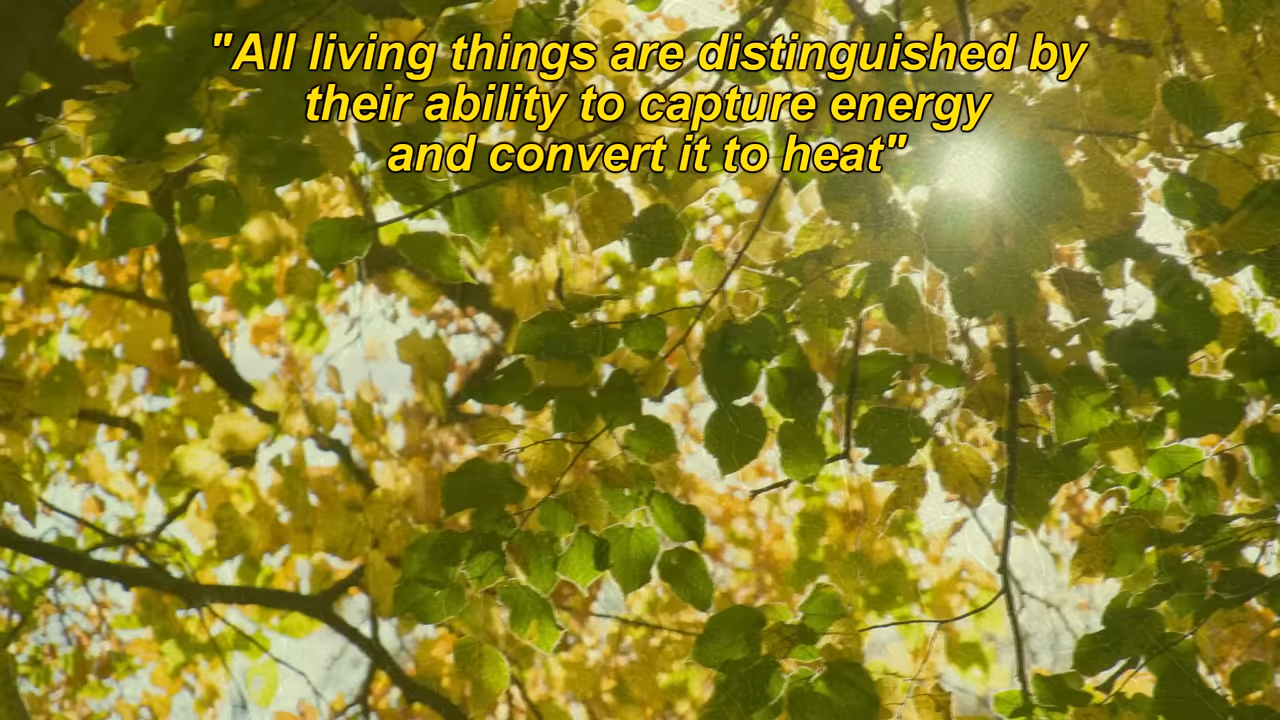 "All living things are distinguished by
their ability to capture energy
and convert it to heat"